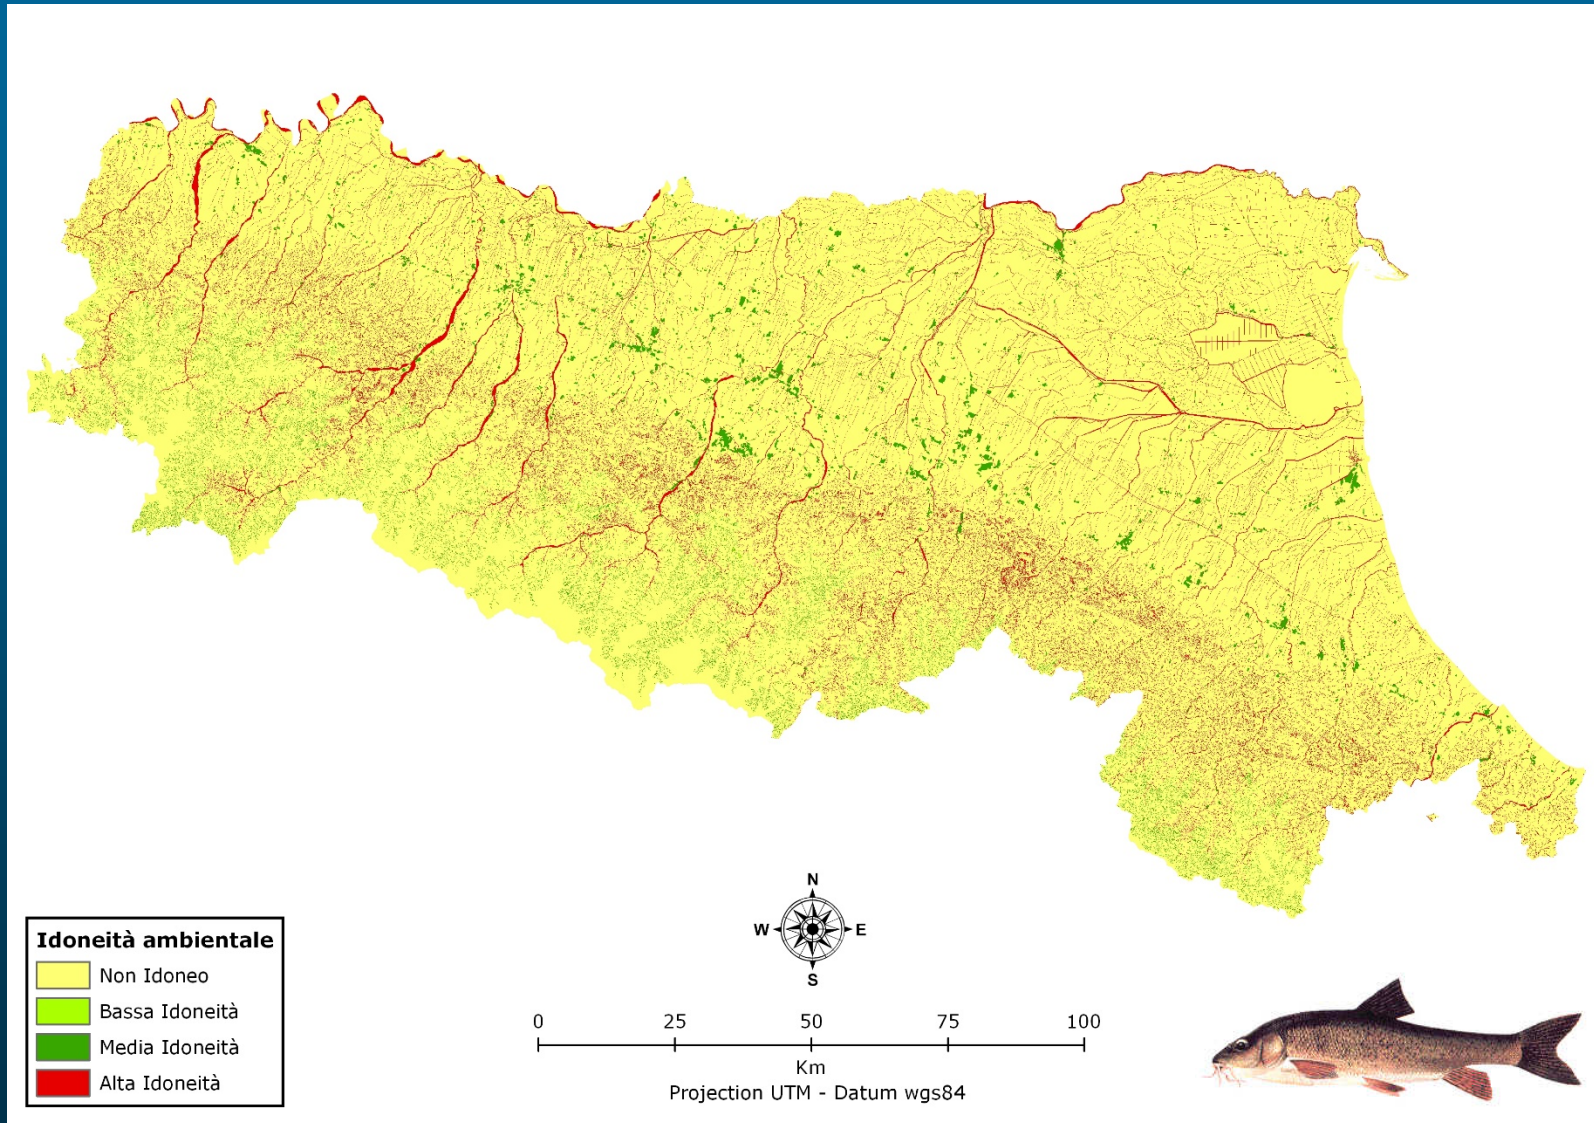 N
W E
S
Idoneità ambientale
Non Idoneo
Bassa Idoneità
Media Idoneità
Alta Idoneità
0 25 50 75 100
Km
Projection UTM - Datum wgs84